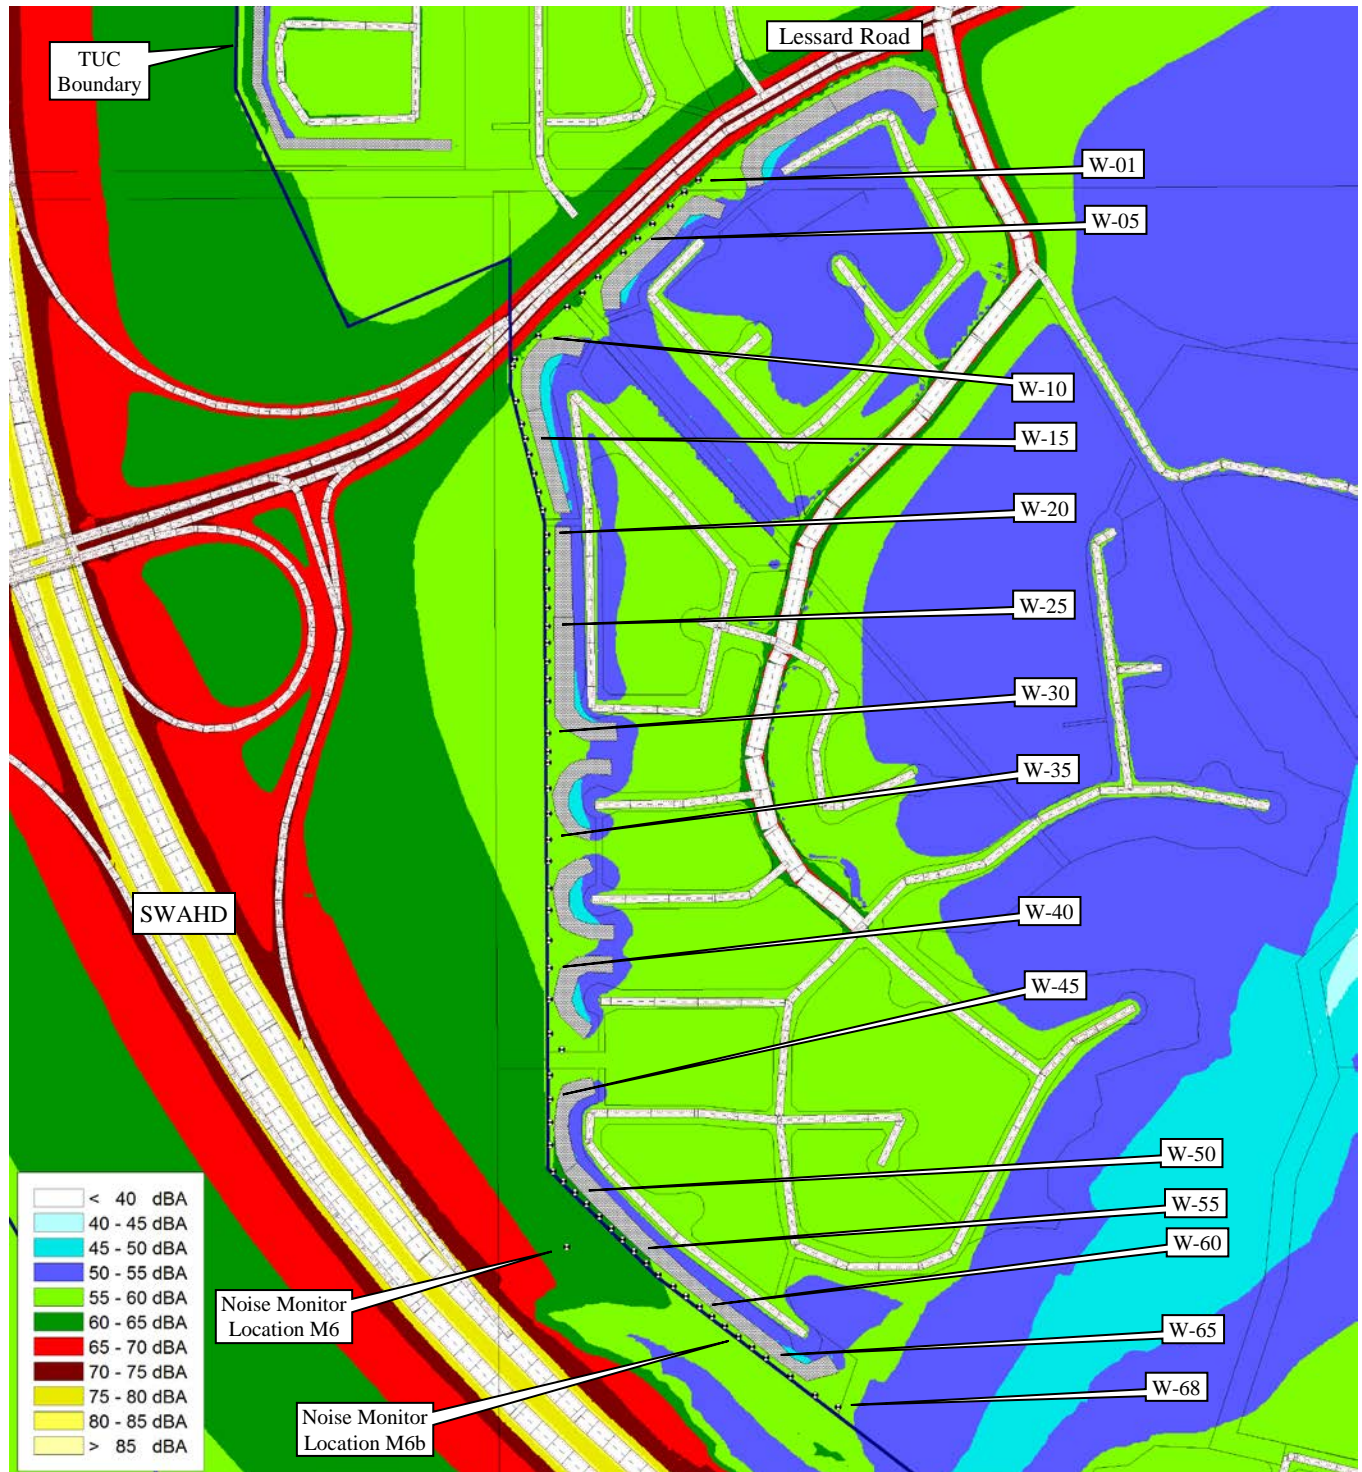 Lessard Road
TUC
Boundary
W-01
W-05
W-10
W-15
W-20
W-25
W-30
W-35
SWAHD
W-40
W-45
W-50
W-55
W-60
Noise Monitor
Location M6
W-65
W-68
Noise Monitor
Location M6b
< 40 dBA
40 - 45 dBA
45 - 50 dBA
50 - 55 dBA
55 - 60 dBA
60 - 65 dBA
65 - 70 dBA
70 - 75 dBA
75 - 80 dBA
80 - 85 dBA
> 85 dBA